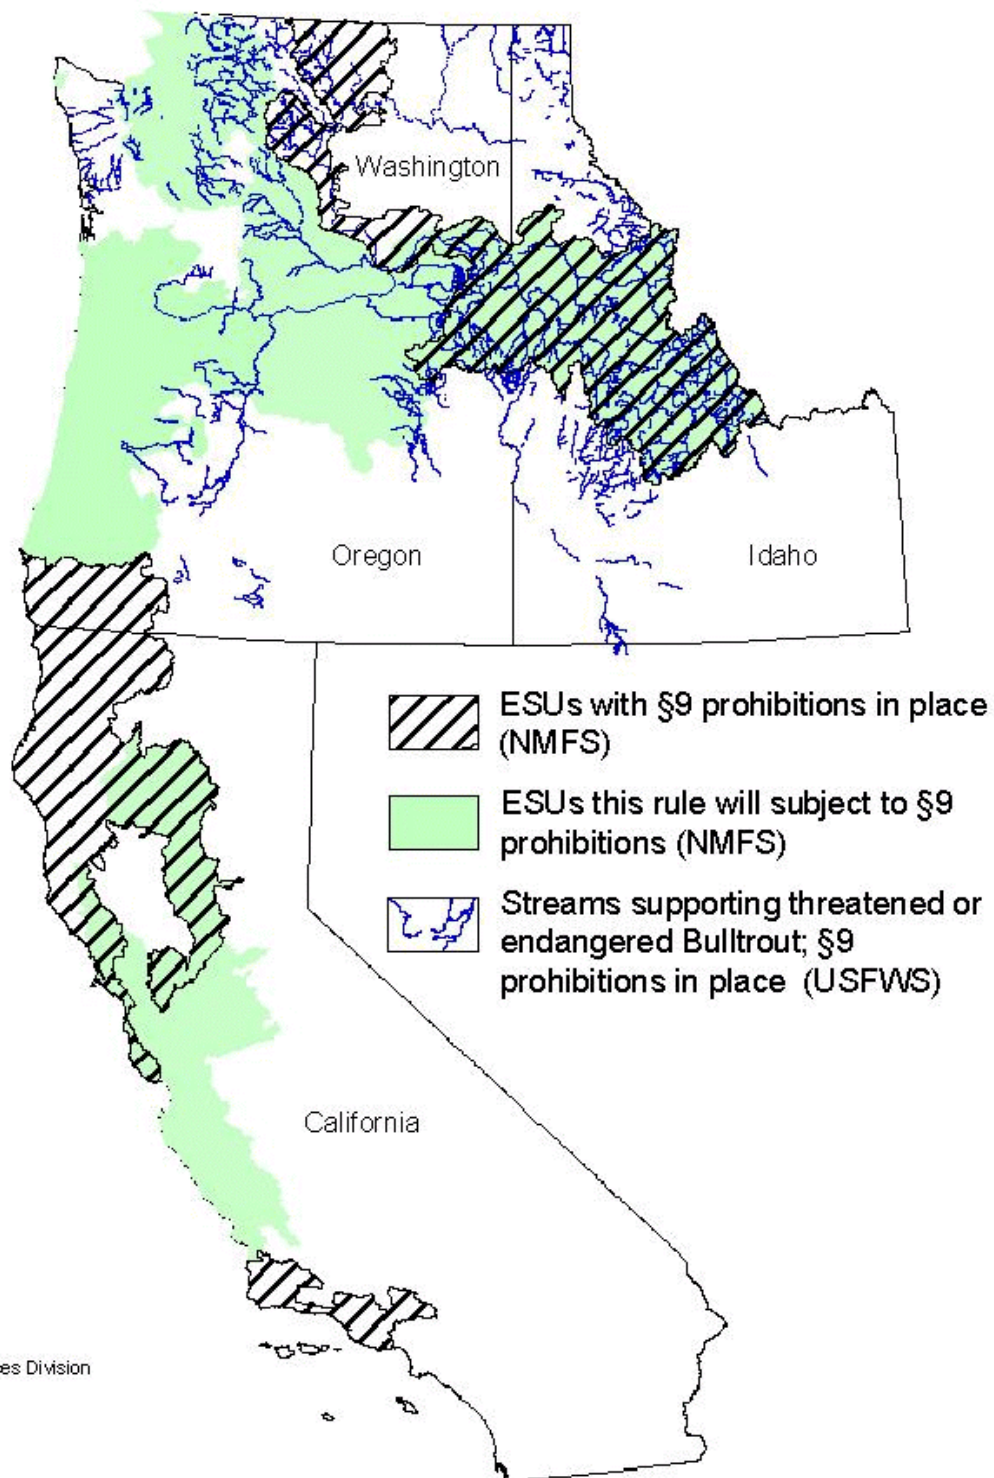 Washington
Oregon
Idaho
ESUs with §9 prohibitions in place
(NMFS)
ESUs this rule will subject to §9
prohibitions (NMFS)
Streams supporting threatened or
endangered Bulltrout; §9
prohibitions in place (USFWS)
California
es Division